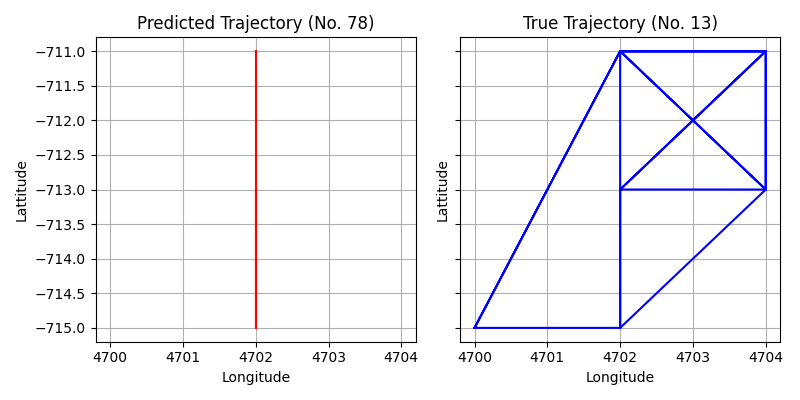 Predicted Trajectory (No. 78)
True Trajectory (No. 13)
Lattitude
−711.0
−711.5
−712.0
−712.5
−713.0
−713.5
−714.0
−714.5
−715.0
4700 4701 4702 4703 4704
Longitude
Lattitude
4700 4701 4702 4703 4704
Longitude